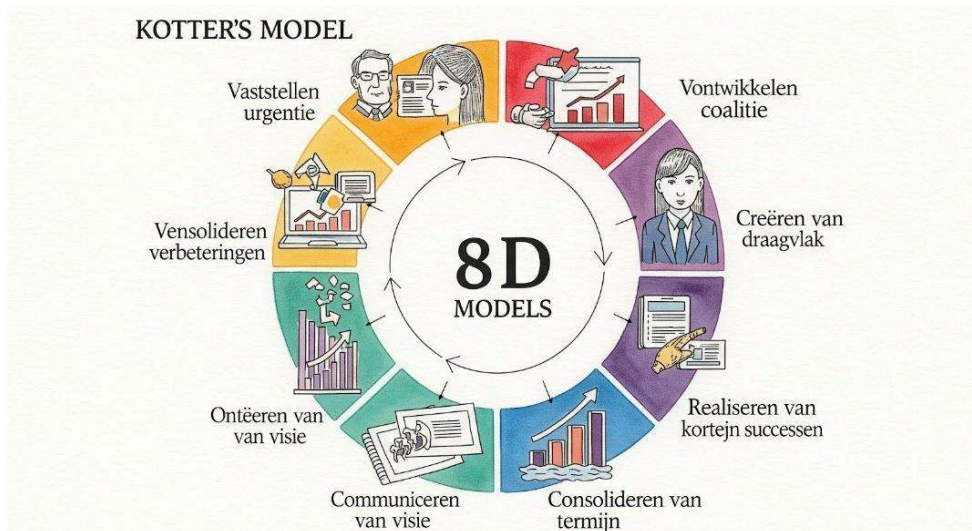 KOTTER'S MODEL
Vaststellen
urgentie
Vontwikkelen
coalitie
Creëren van
draagvlak
Realiseren van
kortejn successen
Consolideren van
termijn
Communiceren
van visie
Ontëeren van
van visie
Vensolideren
verbeteringen
8D
MODELS